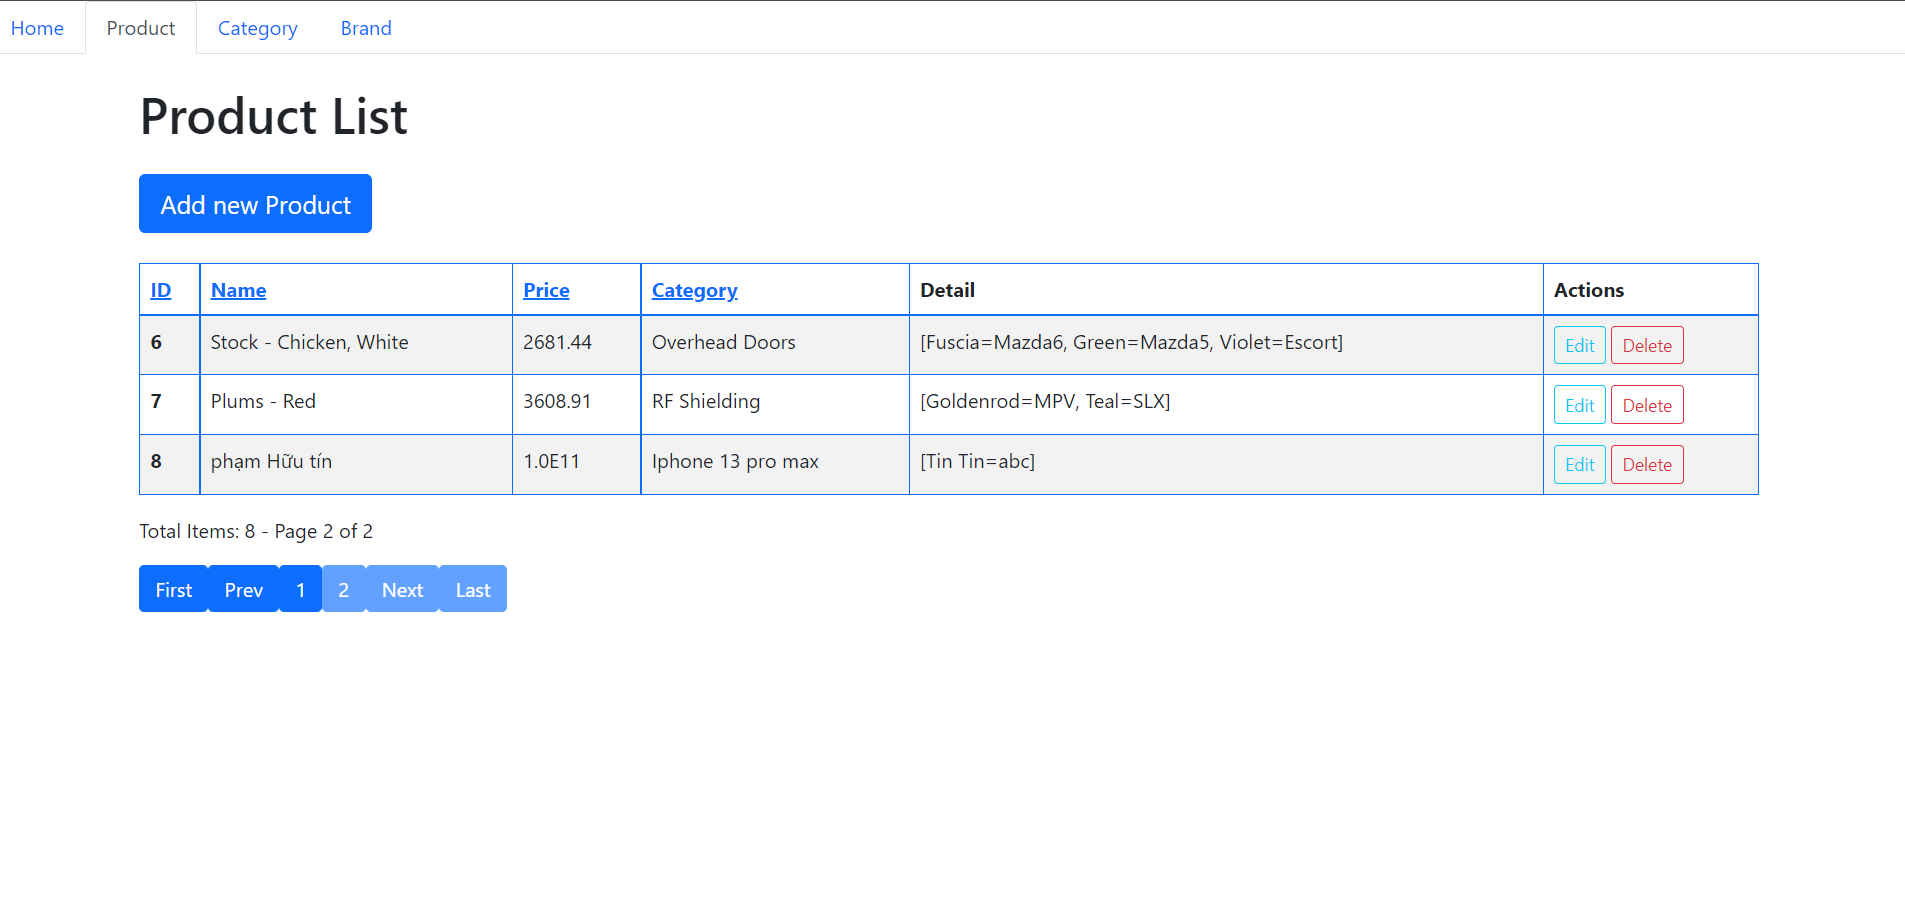 Home Product Category Brand
Product List
Add new Product
ID Name Price Category Detail Actions
6 Stock - Chicken, White 2681.44 Overhead Doors [Fuscia=Mazda6, Green=Mazda5, Violet=Escort] Edit Delete
7 Plums - Red 3608.91 RF Shielding [Goldenrod=MPV, Teal=SLX] Edit Delete
8 phạm Hữu tín 1.0E11 Iphone 13 pro max [Tin Tin=abc] Edit Delete
Total Items: 8 - Page 2 of 2
First Prev 1 2 Next Last